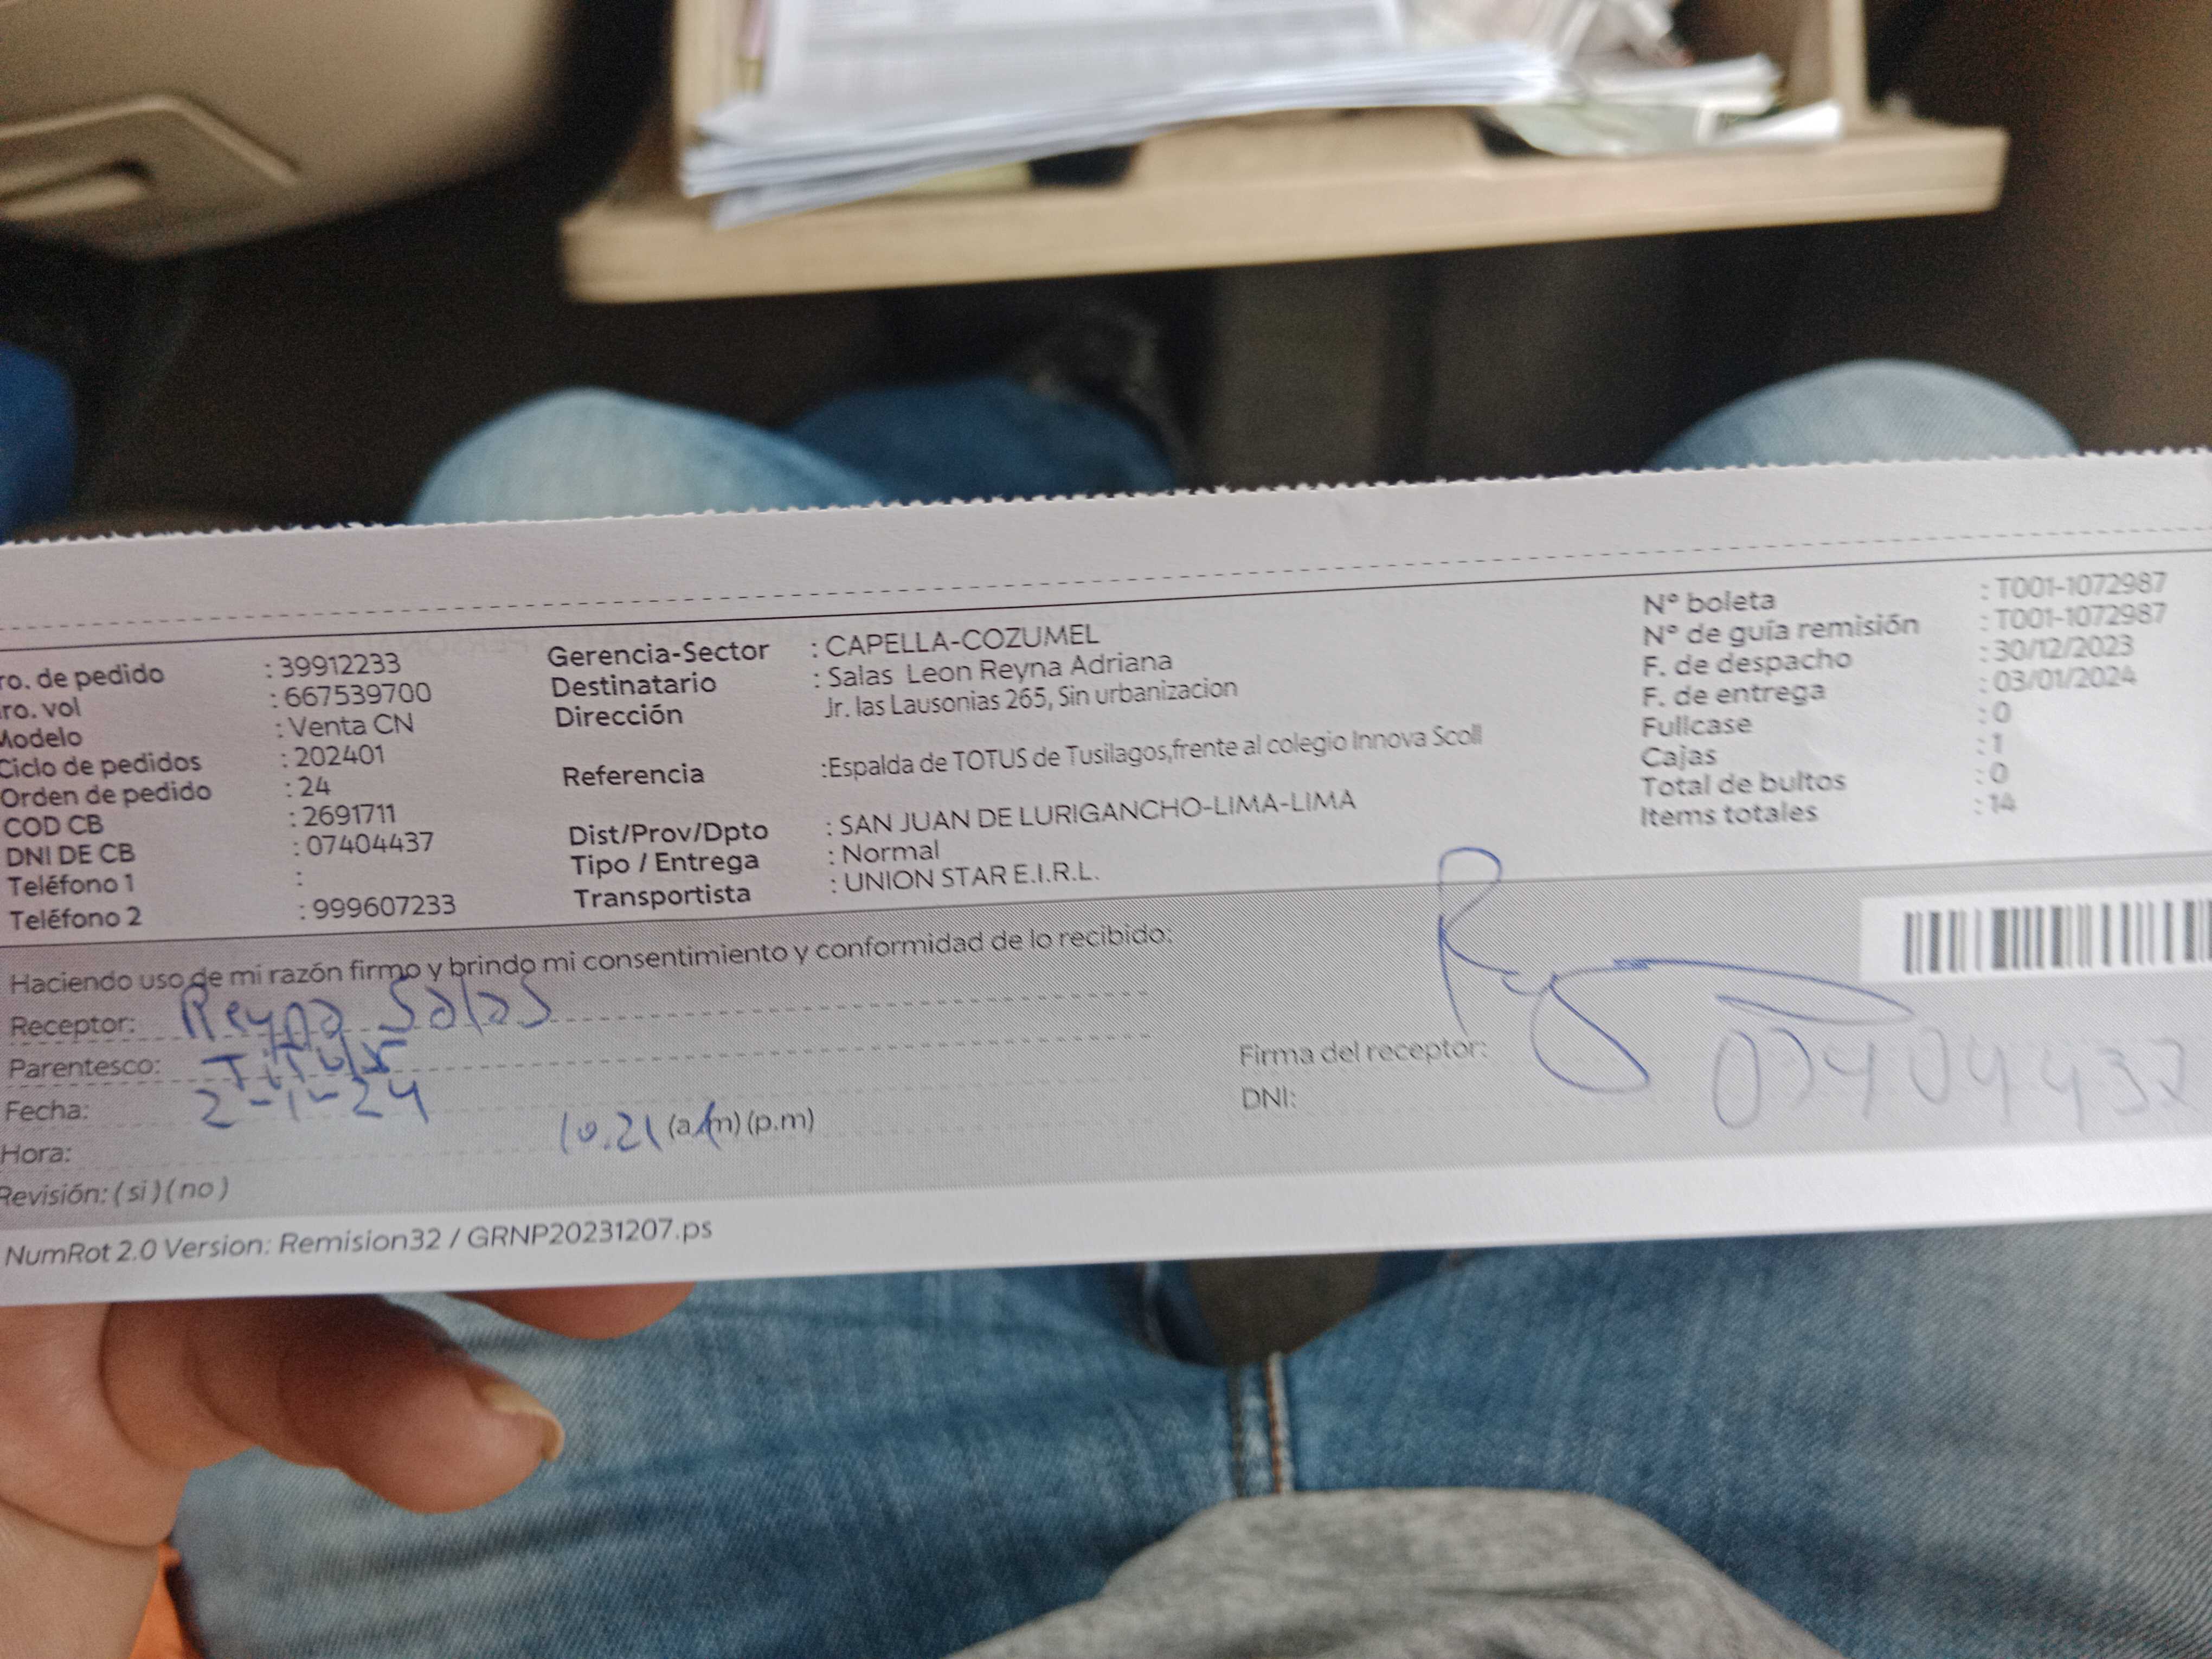 ro. de pedido : 39912233
ro. vol : 667539700
Modelo : Venta CN
Ciclo de pedidos : 202401
Orden de pedido : 24
COD CB : 2691711
DNI DE CB : 07404437
Teléfono 1 :
Teléfono 2 : 999607233
Gerencia-Sector : CAPELLA-COZUMEL
Destinatario : Salas Leon Reyna Adriana
Dirección Jr. las Lausonias 265, Sin urbanizacion
Referencia :Espalda de TOTUS de Tusilagos,frente al colegio Innova Scoll
Dist/Prov/Dpto : SAN JUAN DE LURIGANCHO-LIMA-LIMA
Tipo / Entrega : Normal
Transportista : UNION STAR E.I.R.L.
N° boleta : T001-1072987
N° de guía remisión : T001-1072987
F. de despacho : 30/12/2023
F. de entrega : 03/01/2024
Fullcase : 0
Cajas : 1
Total de bultos : 0
Items totales : 14
Haciendo uso de mi razón firmo y brindo mi consentimiento y conformidad de lo recibido:
Receptor: Reyna Salas
Parentesco:
Fecha: 2-1-24
Hora: 10.21 (a.m) (p.m)
Revisión: (si) (no)
Firma del receptor:
DNI: 07404437
NumRot 2.0 Version: Remision32 / GRNP20231207.ps